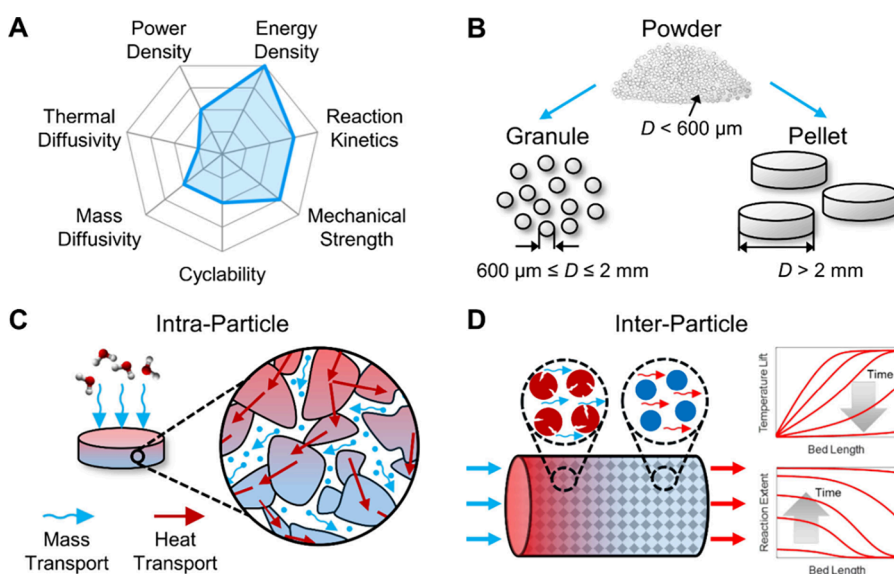 A
Power
Density
Energy
Density
Thermal
Diffusivity
Reaction
Kinetics
Mass
Diffusivity
Mechanical
Strength
Cyclability
B
Powder
D < 600 µm
Granule
Pellet
600 µm ≤ D ≤ 2 mm
D > 2 mm
C
Intra-Particle
Mass
Transport
Heat
Transport
D
Inter-Particle
Temperature Lift
Time
Bed Length
Reaction Extent
Time
Bed Length